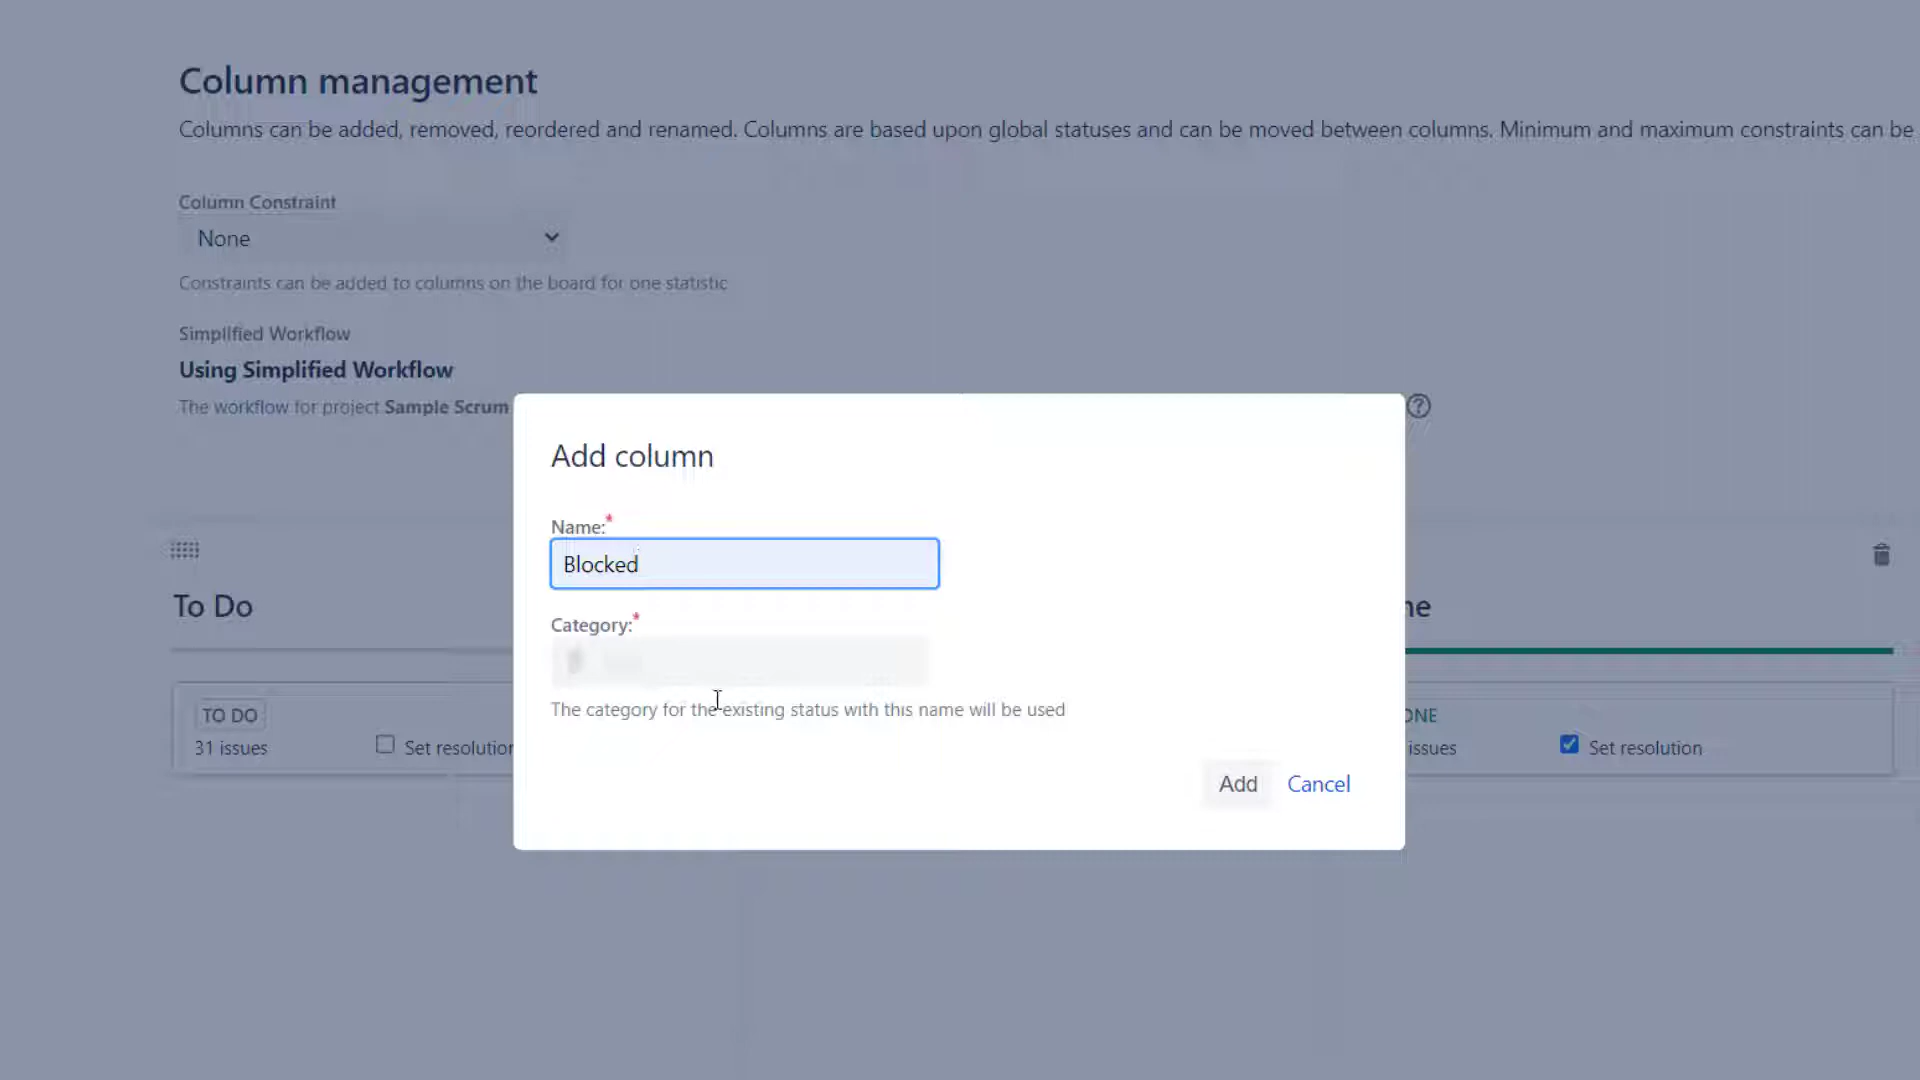 Column management
Columns can be added, removed, reordered and renamed. Columns are based upon global statuses and can be moved between columns. Minimum and maximum constraints can be
Column Constraint
None
Constraints can be added to columns on the board for one statistic
Simplified Workflow
Using Simplified Workflow
The workflow for project Sample Scrum
Add column
Name:*
Blocked
Category:*
The category for the existing status with this name will be used
Add Cancel
To Do
ne
TO DO
31 issues
Set resolution
ONE
issues
Set resolution